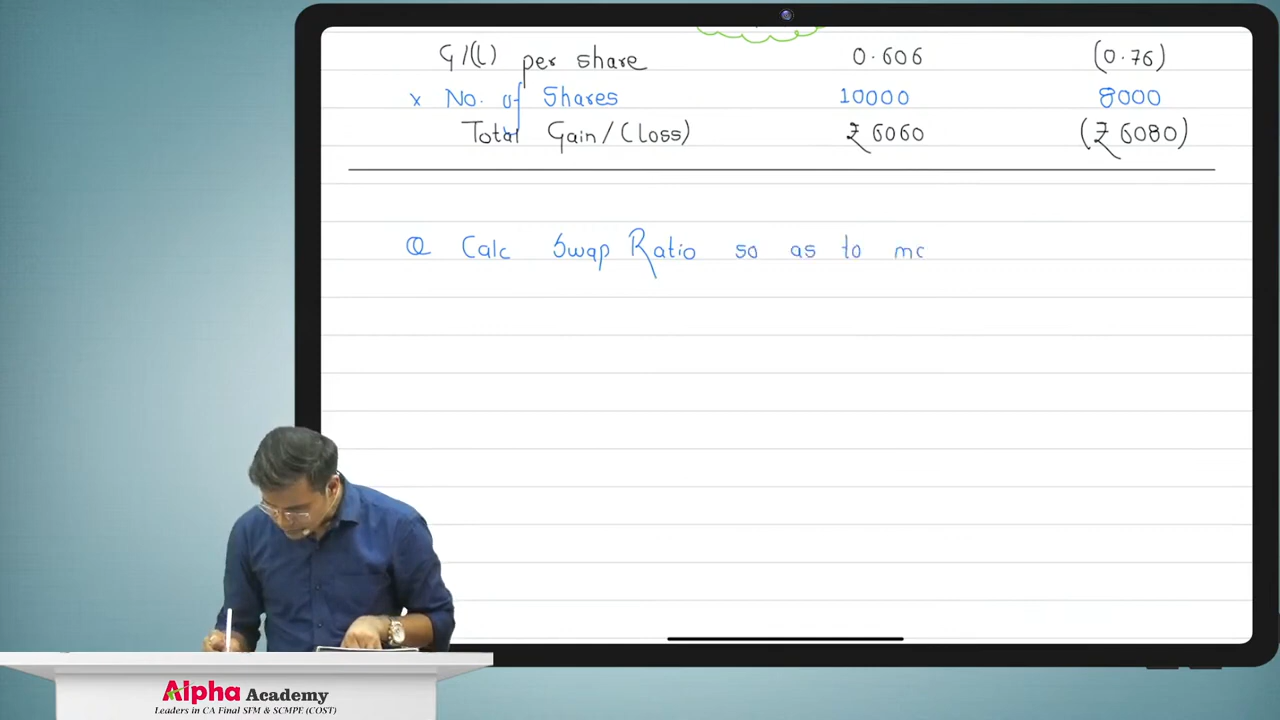 G/(L) per share 0.606 (0.76)
x No. of Shares 10000 8000
Total Gain/(loss) ₹6060 (₹6080)
Q Calc Swap Ratio so as to mc
Alpha Academy
Leaders in CA Final SFM & SCMPE (COST)